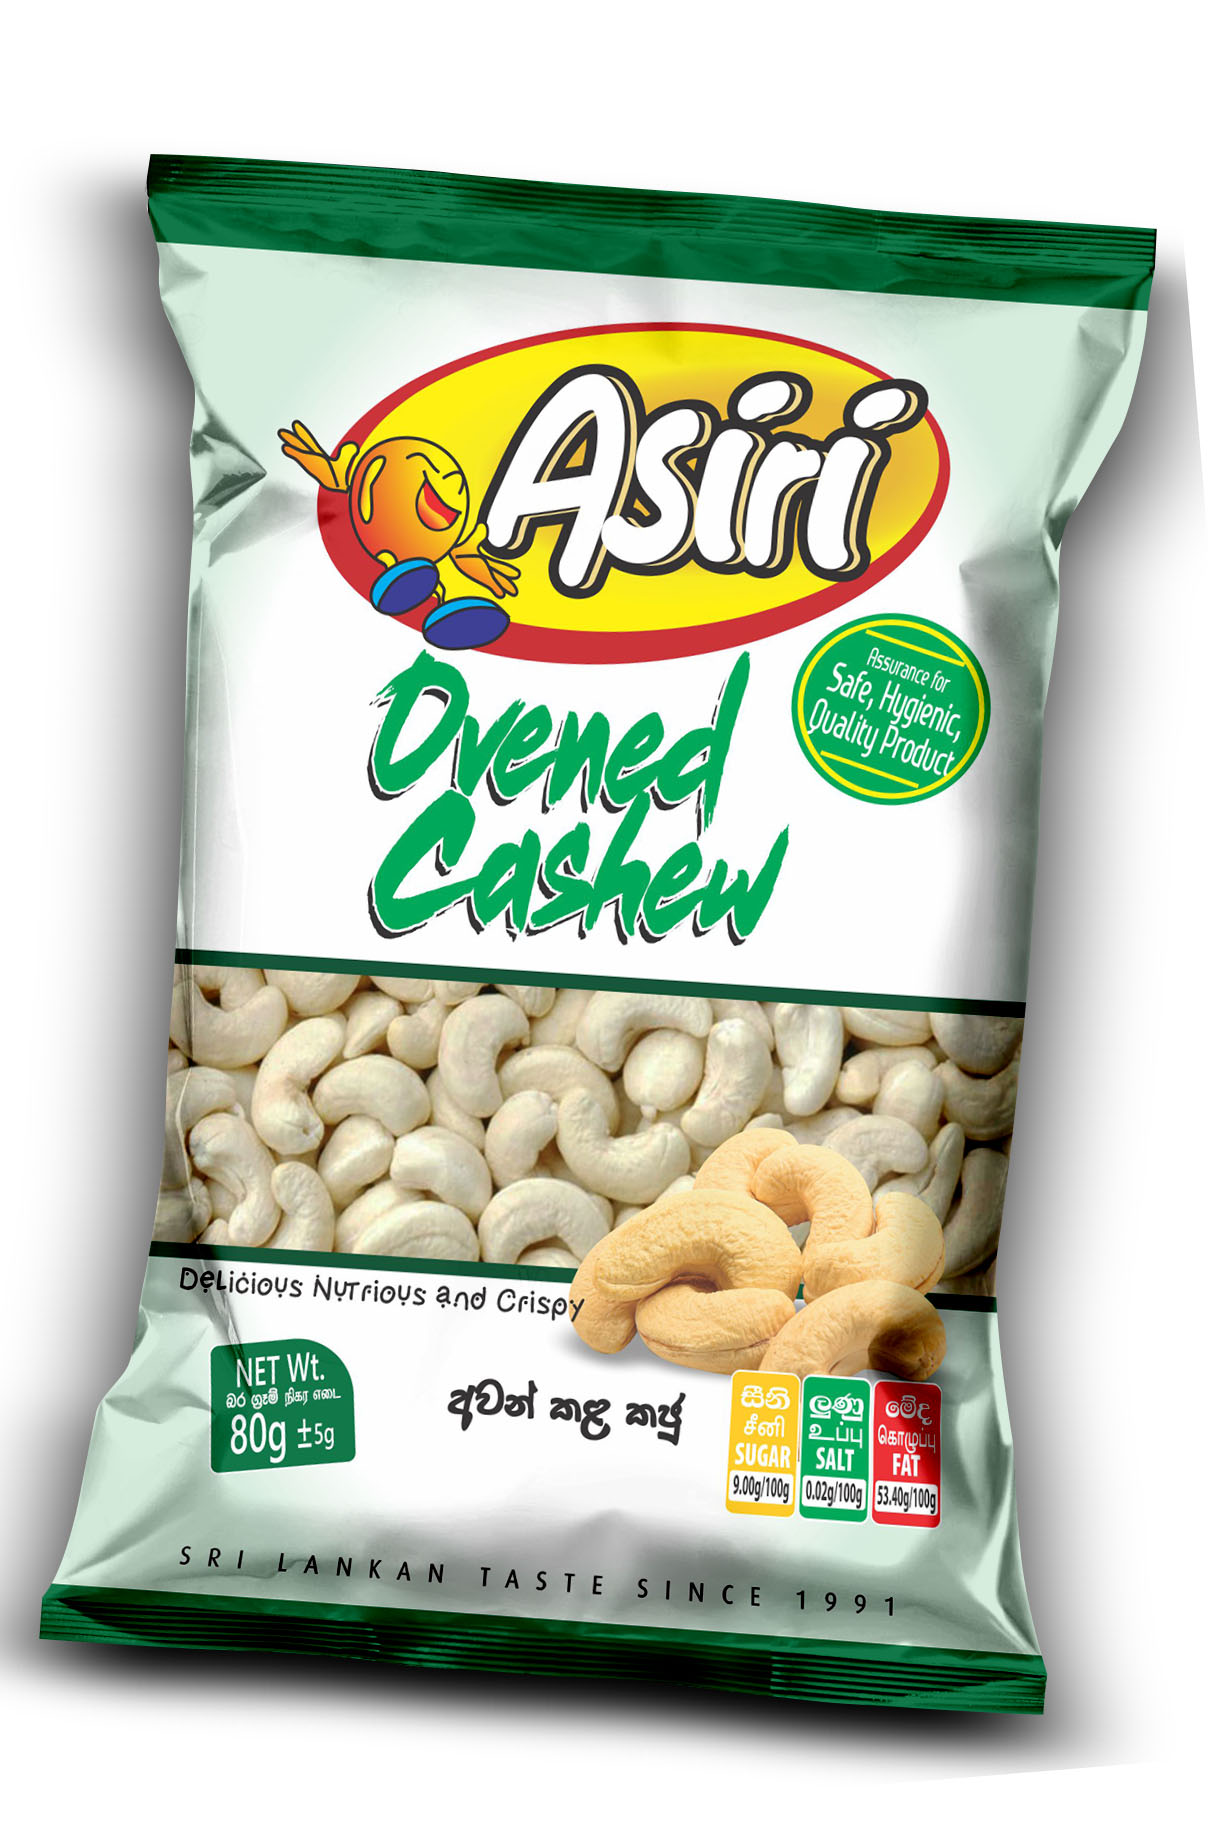 Asiri
Assurance for
Safe, Hygienic,
Quality Product
Ovened
Cashew
Delicious Nutrious and Crispy
NET Wt.
බර ග්‍රෑම් நிகர எடை
80g ±5g
අවන් කළ කජු
සීනි
சீனி
SUGAR
9.00g/100g
ලුණු
உப்பு
SALT
0.02g/100g
මේද
கொழுப்பு
FAT
53.40g/100g
SRI LANKAN TASTE SINCE 1991